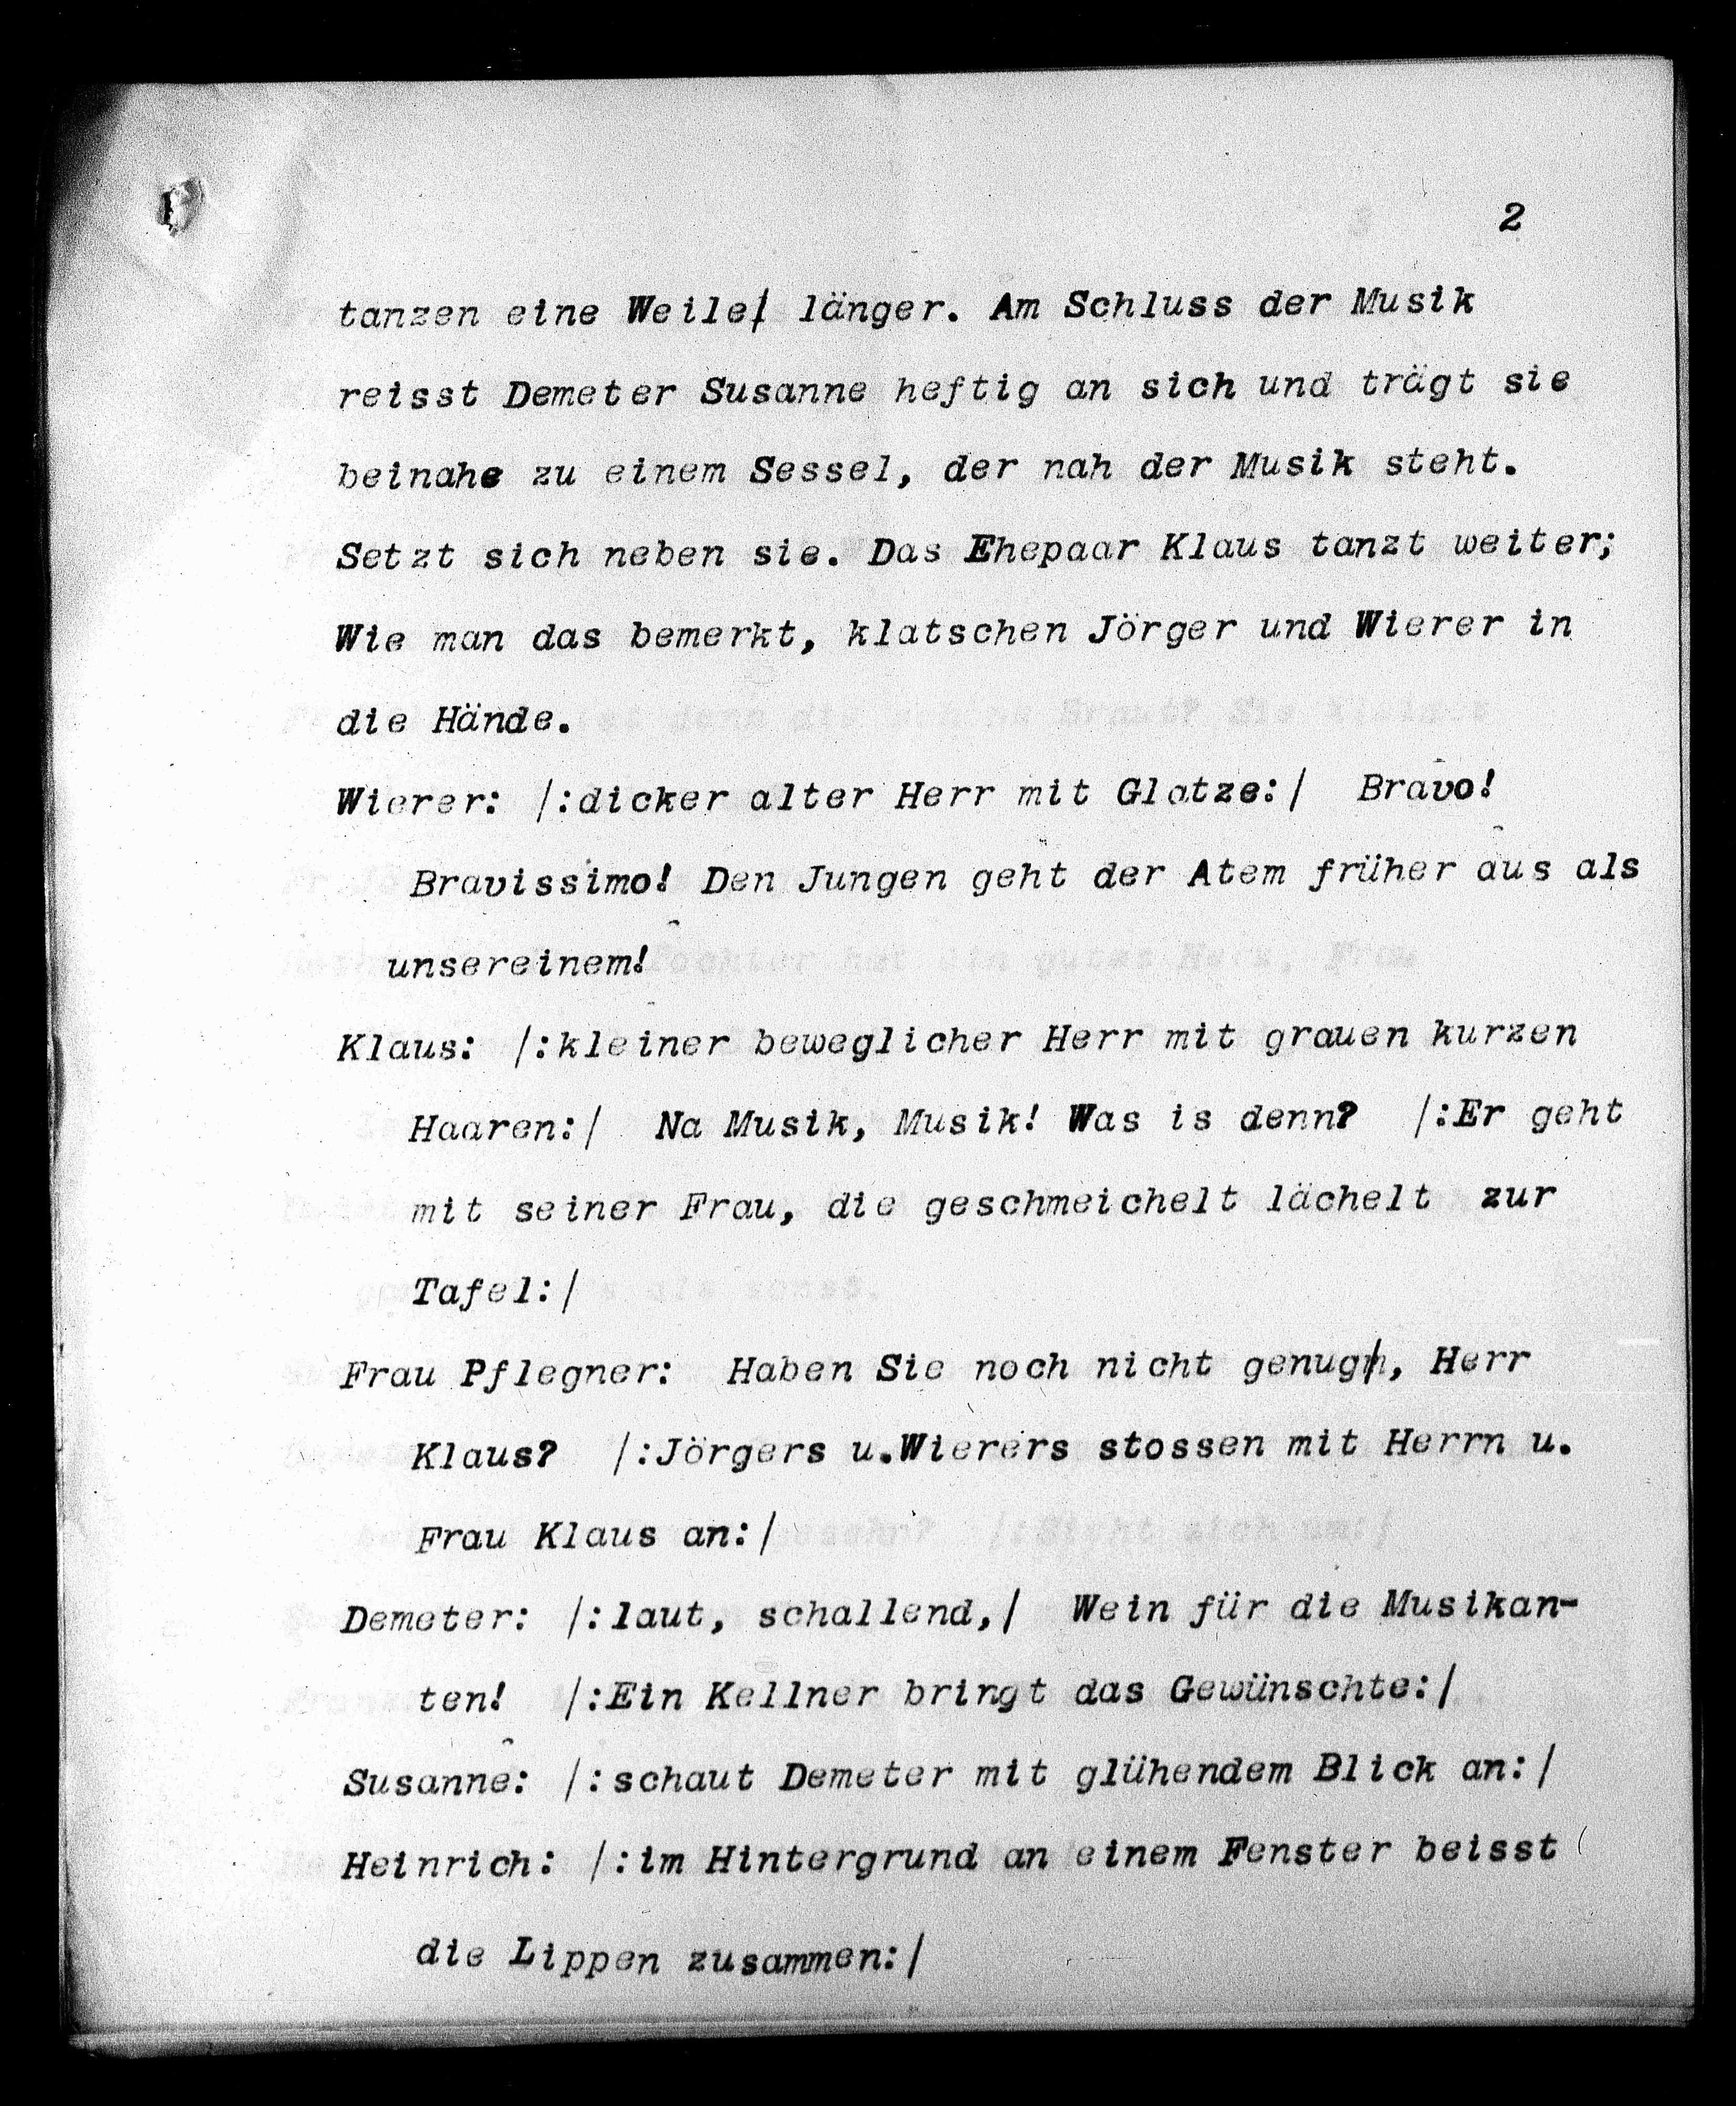 2
tanzen eine Weile/ länger. Am Schluss der Musik
reisst Demeter Susanne heftig an sich und trägt sie
beinahe zu einem Sessel, der nah der Musik steht.
Setzt sich neben sie. Das Ehepaar Klaus tanzt weiter;
Wie man das bemerkt, klatschen Jörger und Wierer in
die Hände.
Wierer: /:dicker alter Herr mit Glatze:/ Bravo!
Bravissimo! Den Jungen geht der Atem früher aus als
unsereinem!
Klaus: /:kleiner beweglicher Herr mit grauen kurzen
Haaren:/ Na Musik, Musik! Was is denn? /:Er geht
mit seiner Frau, die geschmeichelt lächelt zur
Tafel:/
Frau Pflegner: Haben Sie noch nicht genug, Herr
Klaus? /:Jörgers u.Wierers stossen mit Herrn u.
Frau Klaus an:/
Demeter: /:laut, schallend,/ Wein für die Musikan-
ten! /:Ein Kellner bringt das Gewünschte:/
Susanne: /:schaut Demeter mit glühendem Blick an:/
Heinrich: /:im Hintergrund an einem Fenster beisst
die Lippen zusammen:/